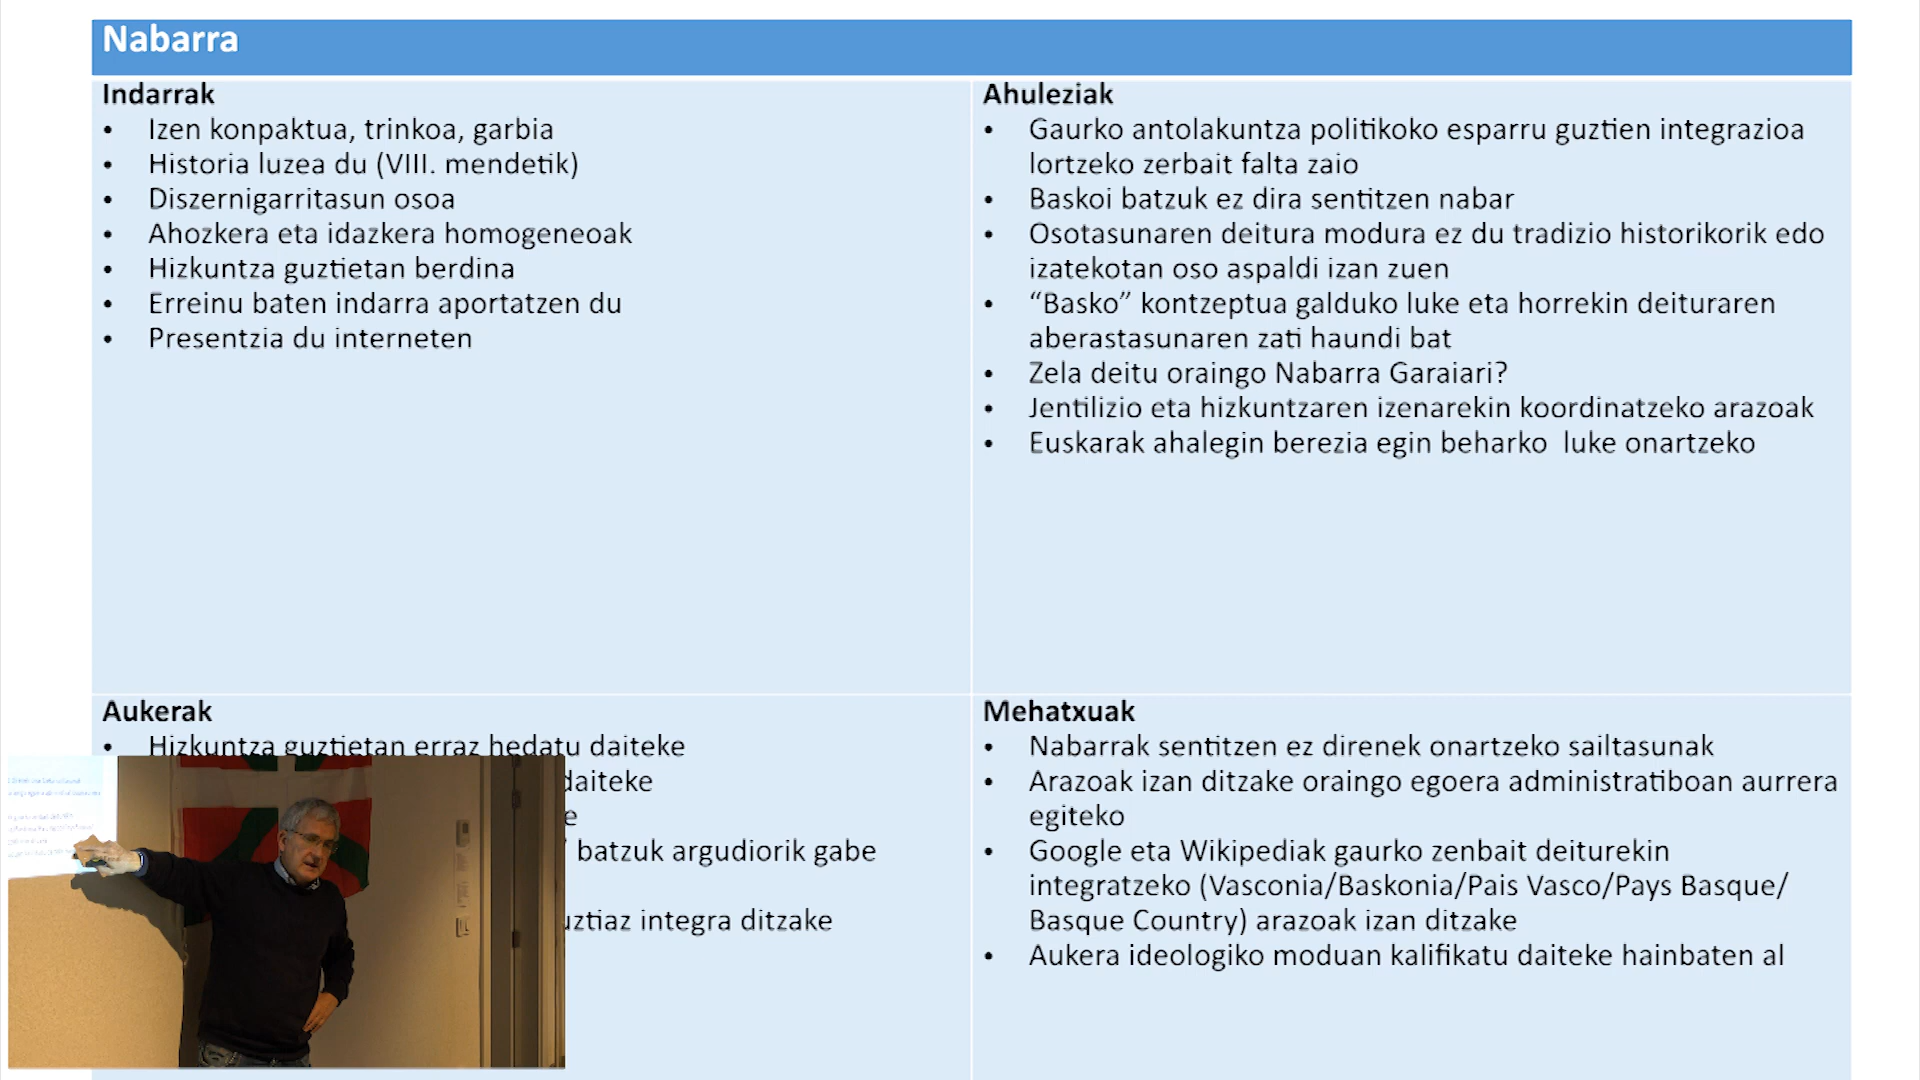 Nabarra
Indarrak
• Izen konpaktua, trinkoa, garbia
• Historia luzea du (VIII. mendetik)
• Diszernigarritasun osoa
• Ahozkera eta idazkera homogeneoak
• Hizkuntza guztietan berdina
• Erreinu baten indarra aportatzen du
• Presentzia du interneten
Ahuleziak
• Gaurko antolakuntza politikoko esparru guztien integrazioa
lortzeko zerbait falta zaio
• Baskoi batzuk ez dira sentitzen nabar
• Osotasunaren deitura modura ez du tradizio historikorik edo
izatekotan oso aspaldi izan zuen
• “Basko” kontzeptua galduko luke eta horrekin deituraren
aberastasunaren zati haundi bat
• Zela deitu oraingo Nabarra Garaiari?
• Jentilizio eta hizkuntzaren izenarekin koordinatzeko arazoak
• Euskarak ahalegin berezia egin beharko luke onartzeko
Aukerak
• Hizkuntza guztietan erraz hedatu daiteke
daiteke
batzuk argudiorik gabe
integra ditzake
Mehatxuak
• Nabarrak sentitzen ez direnek onartzeko sailtasunak
• Arazoak izan ditzake oraingo egoera administratiboan aurrera
egiteko
• Google eta Wikipediak gaurko zenbait deiturekin
integratzeko (Vasconia/Baskonia/Pais Vasco/Pays Basque/
Basque Country) arazoak izan ditzake
• Aukera ideologiko moduan kalifikatu daiteke hainbaten al